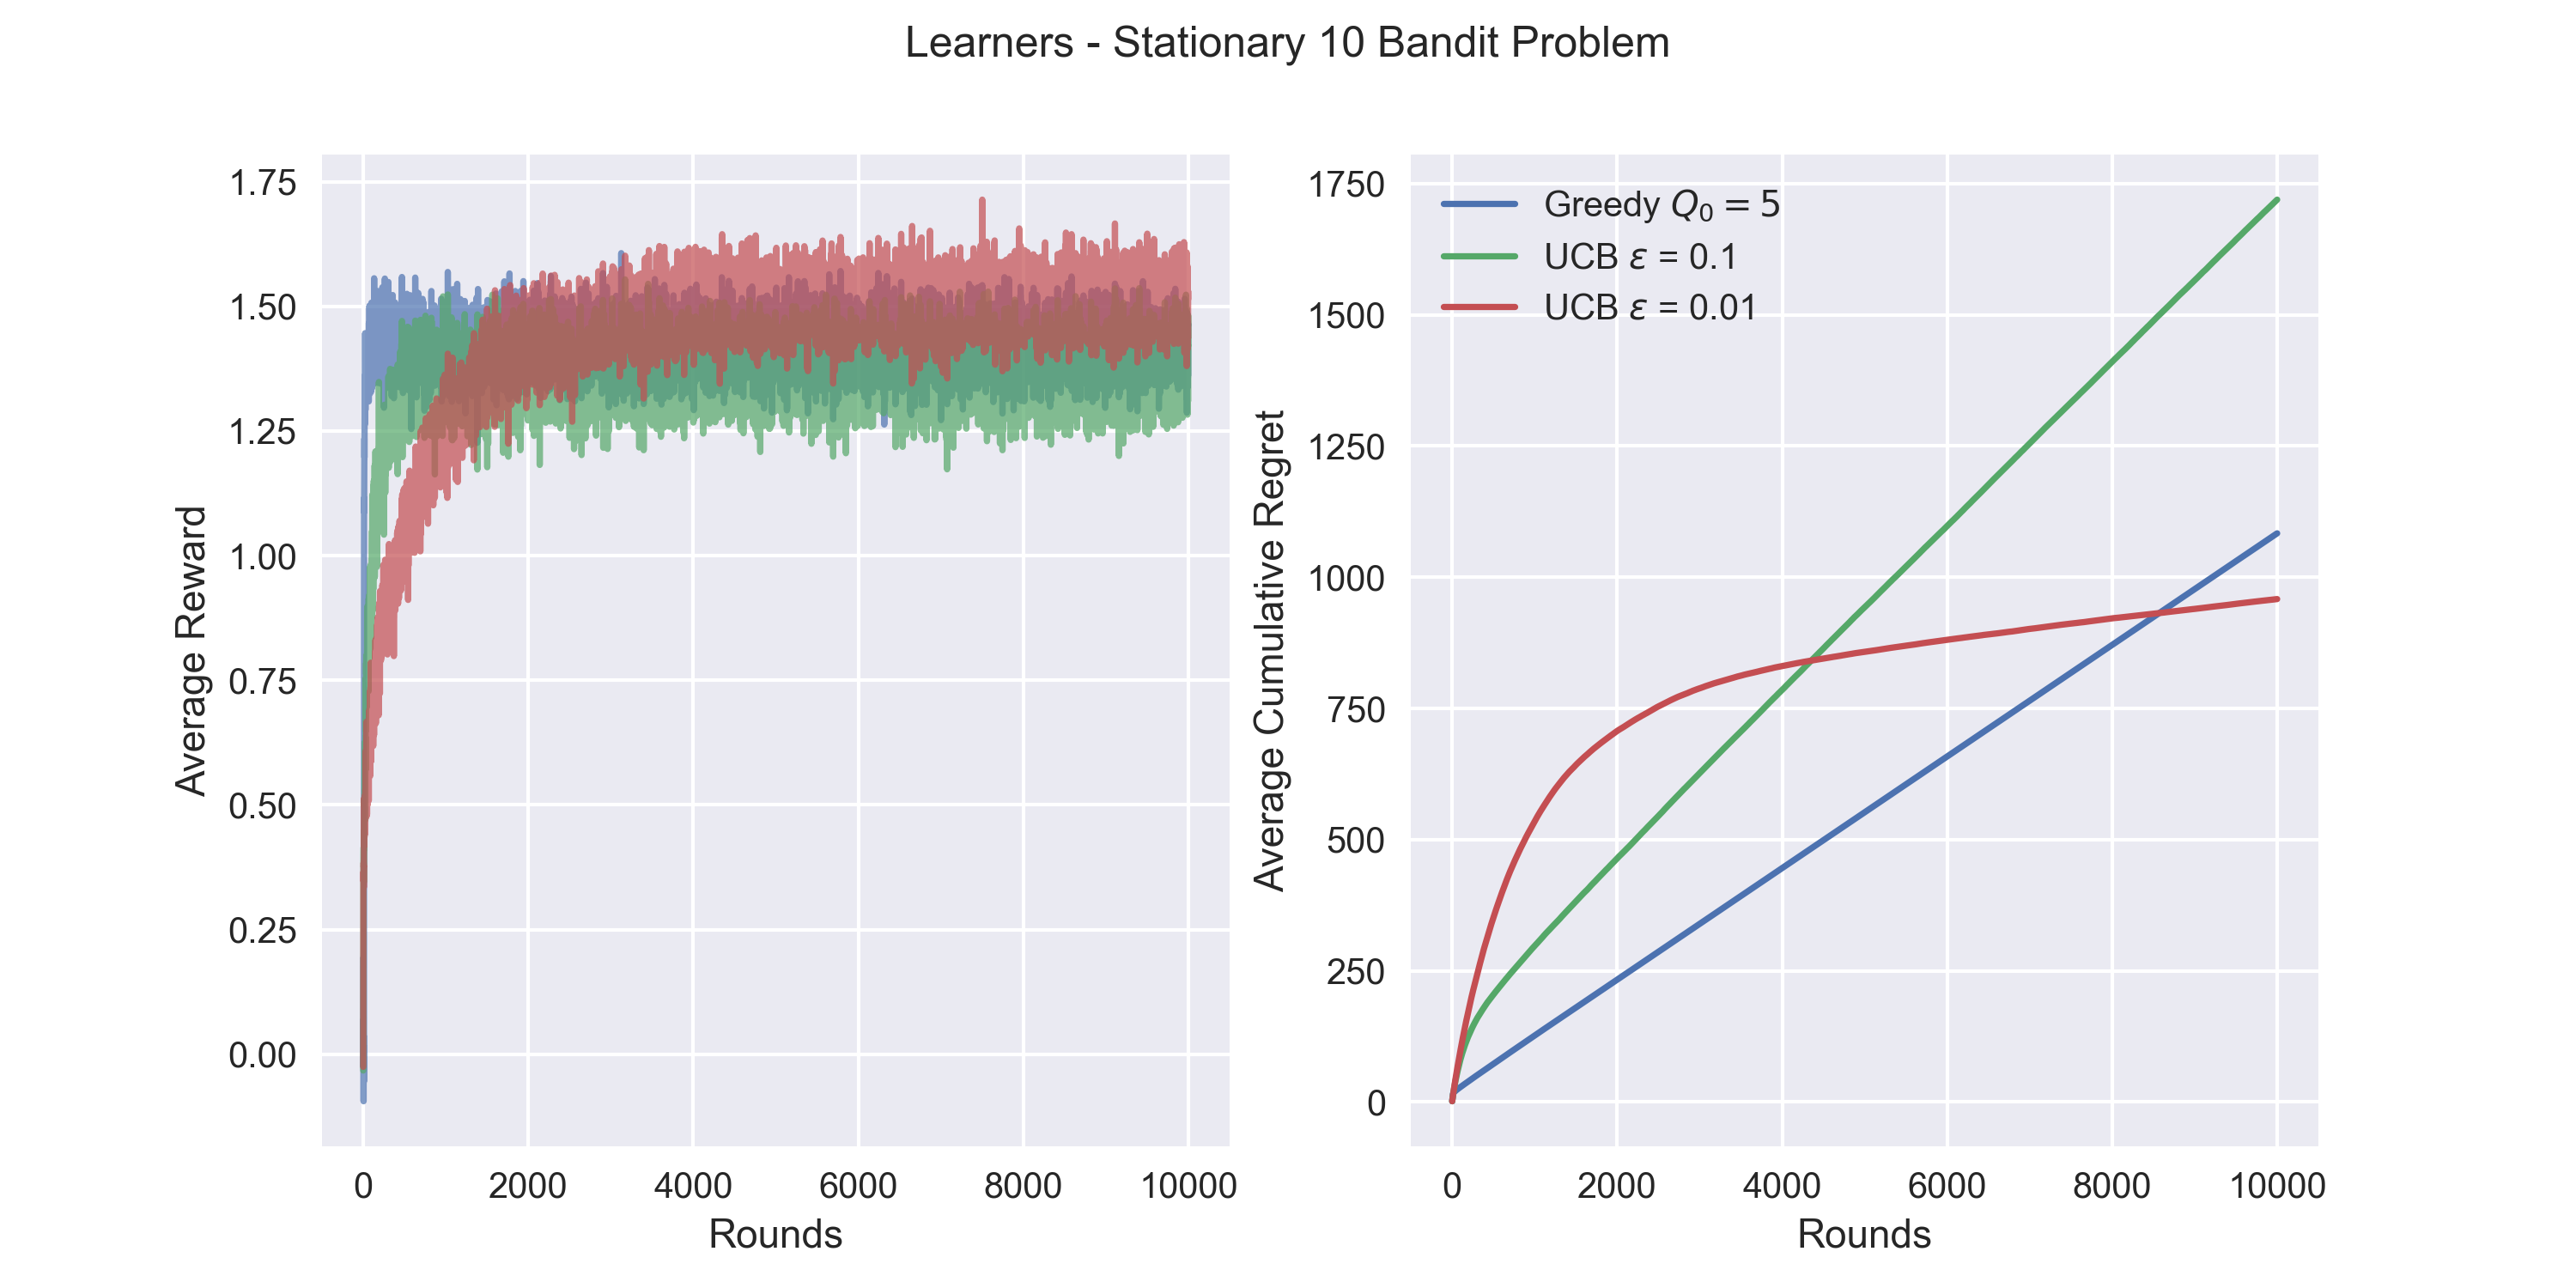 Learners - Stationary 10 Bandit Problem
Average Reward
1.75
1.50
1.25
1.00
0.75
0.50
0.25
0.00
0 2000 4000 6000 8000 10000
Rounds
Average Cumulative Regret
1750
1500
1250
1000
750
500
250
0
Greedy Q₀ = 5
UCB ε = 0.1
UCB ε = 0.01
0 2000 4000 6000 8000 10000
Rounds